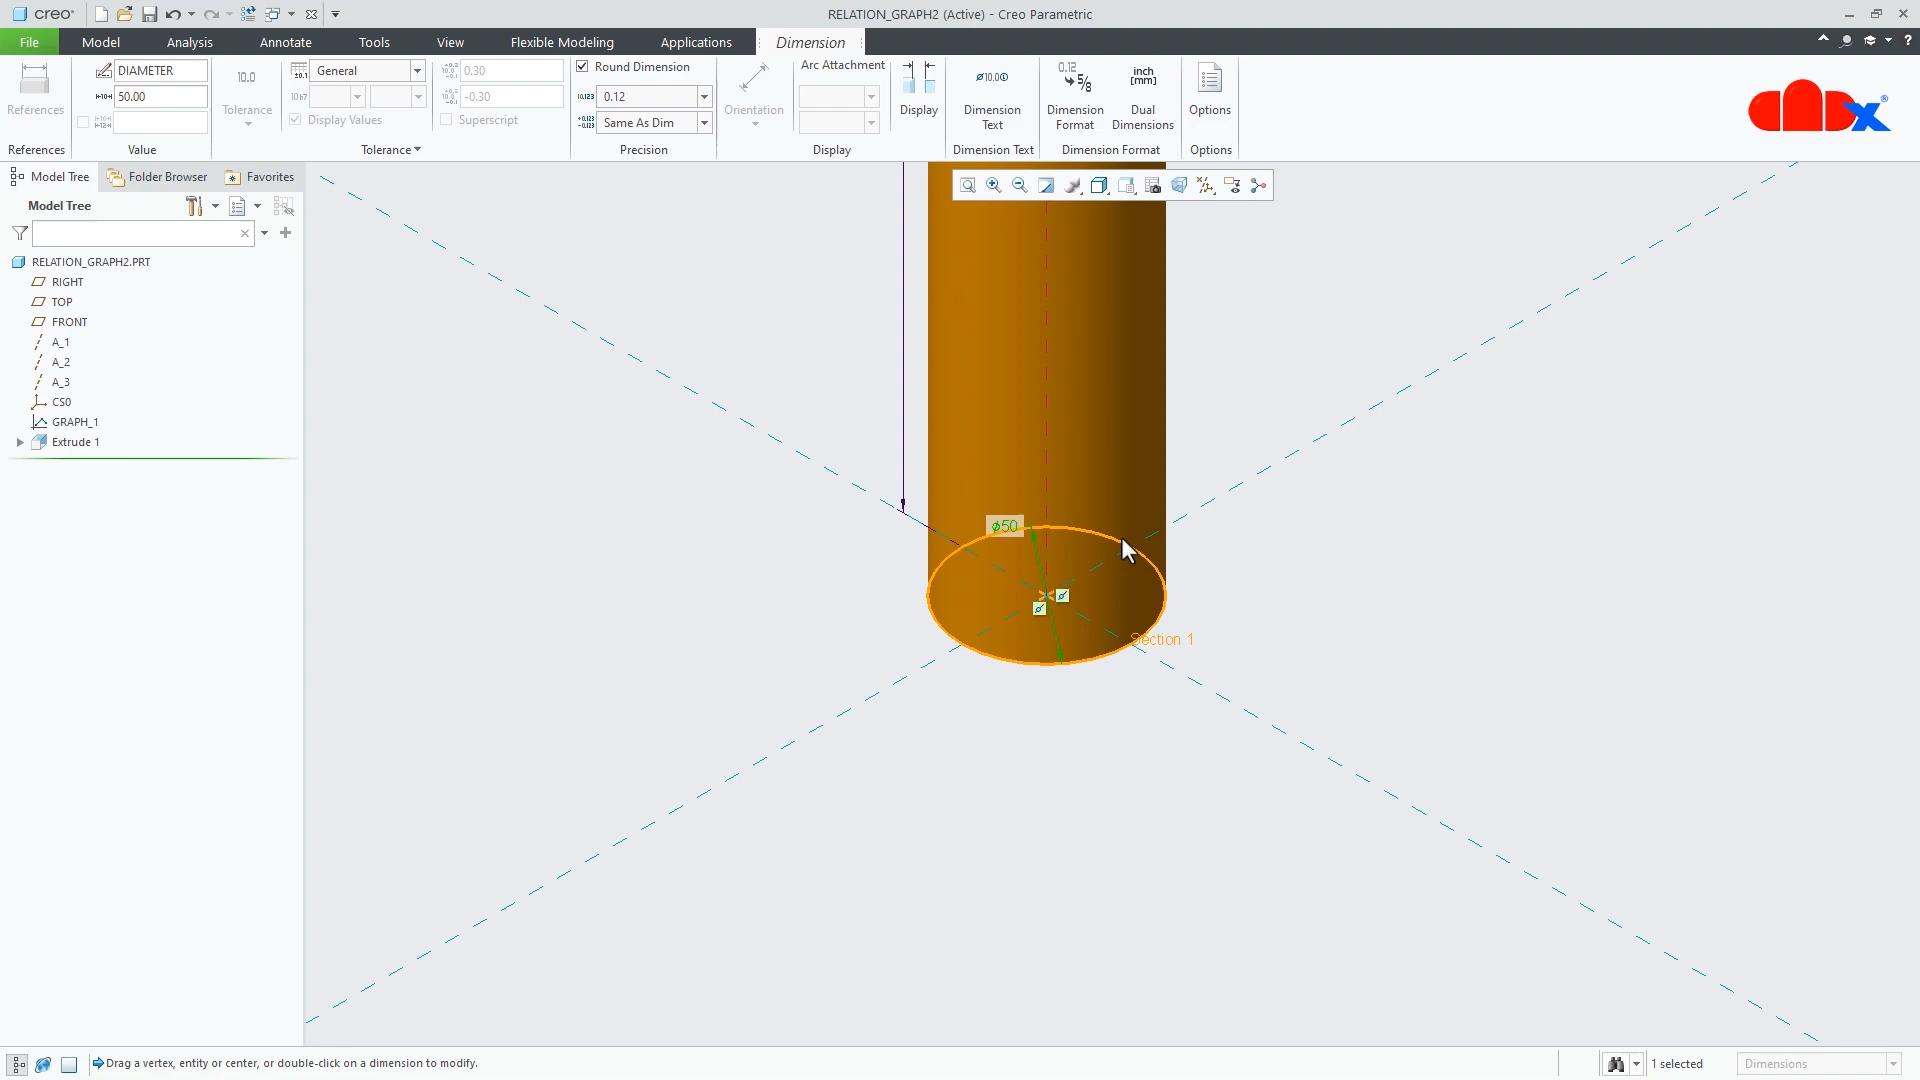 creo®
RELATION_GRAPH2 (Active) - Creo Parametric
File Model Analysis Annotate Tools View Flexible Modeling Applications Dimension
References
References
DIAMETER
50.00
Value
10.0
Tolerance
General
Display Values
0.30
-0.30
Superscript
Tolerance
Round Dimension
0.12
Same As Dim
Precision
Orientation
Arc Attachment
Display
Display
Ø10.0
Dimension
Text
Dimension Text
0.12
5/8
Dimension
Format
inch
[mm]
Dual
Dimensions
Dimension Format
Options
Options
Model Tree Folder Browser Favorites
Model Tree
RELATION_GRAPH2.PRT
RIGHT
TOP
FRONT
A_1
A_2
A_3
CS0
GRAPH_1
Extrude 1
ϕ50
Section 1
Drag a vertex, entity or center, or double-click on a dimension to modify.
1 selected
Dimensions